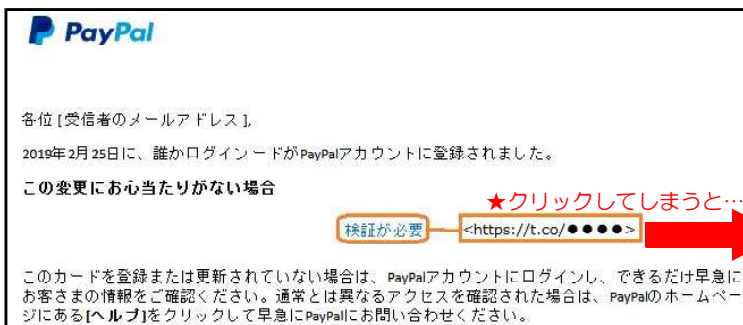 PayPal
各位 [受信者のメールアドレス],
2019年2月25日に、誰かログインードがPayPalアカウントに登録されました。
この変更にお心当たりがない場合
★クリックしてしまうと…
検証が必要 <https://t.co/●●●●>
このカードを登録または更新されていない場合は、PayPalアカウントにログインし、できるだけ早急に
お客さまの情報をご確認ください。通常とは異なるアクセスを確認された場合は、PayPalのホームペー
ジにある[ヘルプ]をクリックして早急にPayPalにお問い合わせください。